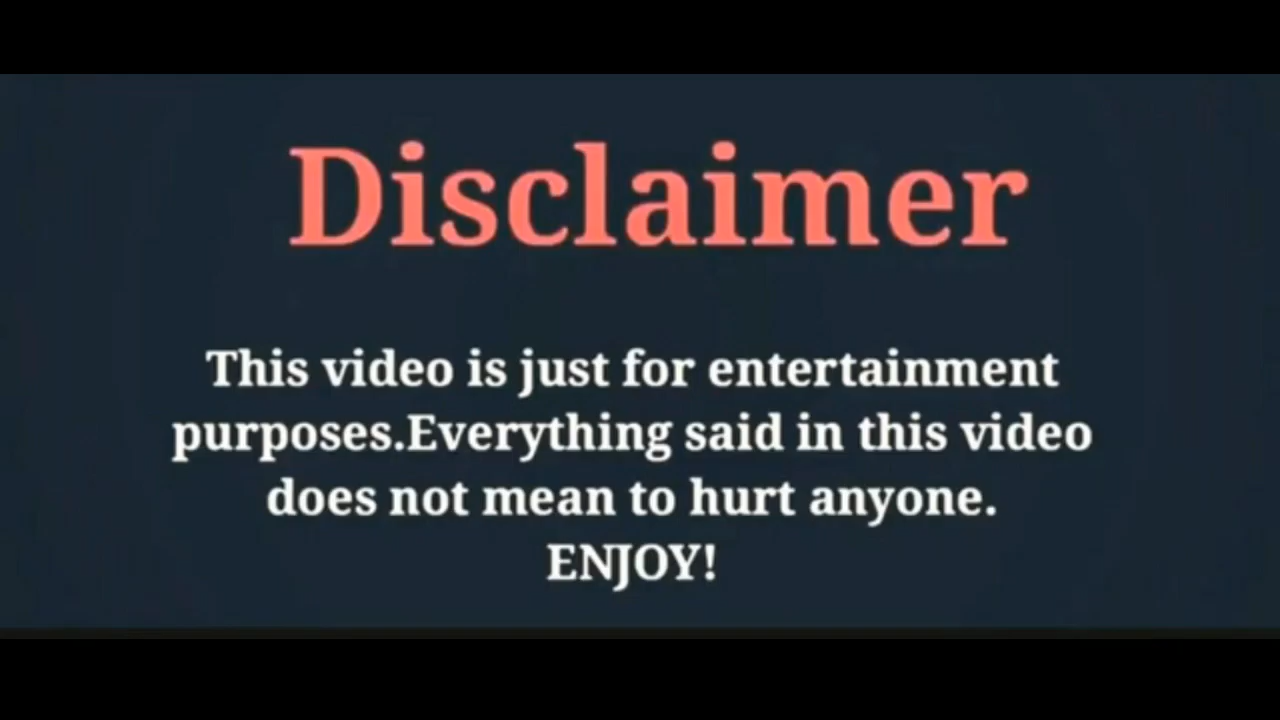 Disclaimer
This video is just for entertainment
purposes.Everything said in this video
does not mean to hurt anyone.
ENJOY!